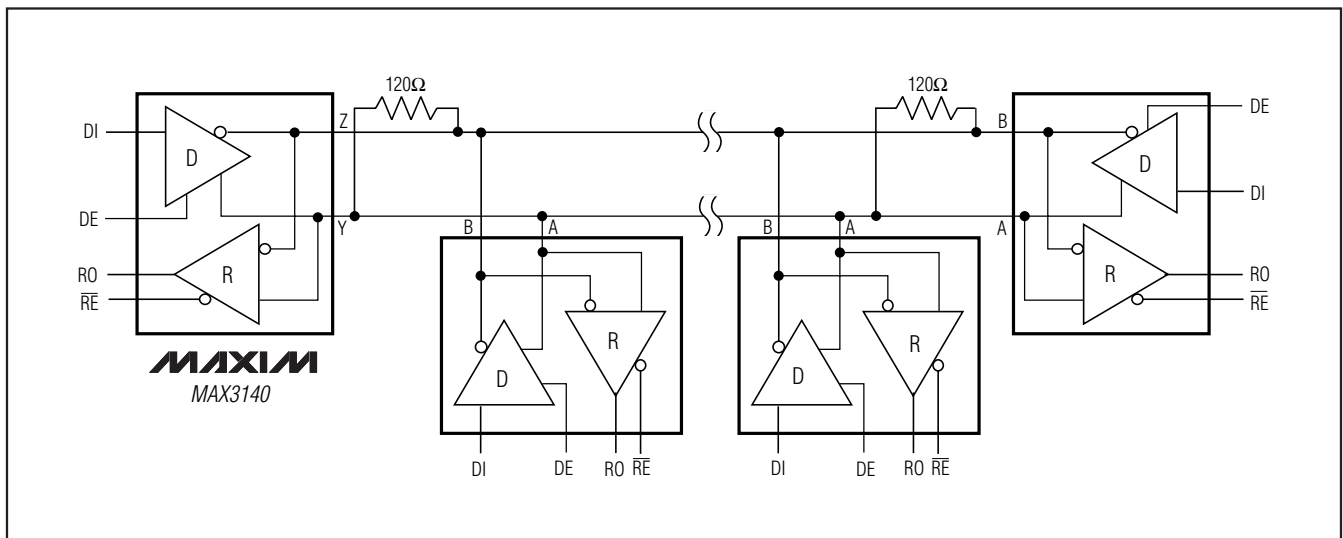 120Ω 120Ω
DI D Z B DE
D DI
DE Y B A B A A
RO R R RO
RE RE
MAXIM
MAX3140
D R D R
DI DE RO RE DI DE RO RE